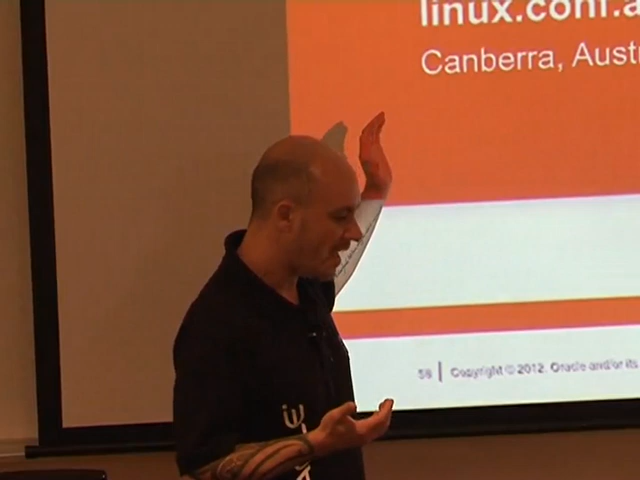 linux.conf.a
Canberra, Aust
58 | Copyright © 2012, Oracle and/or its